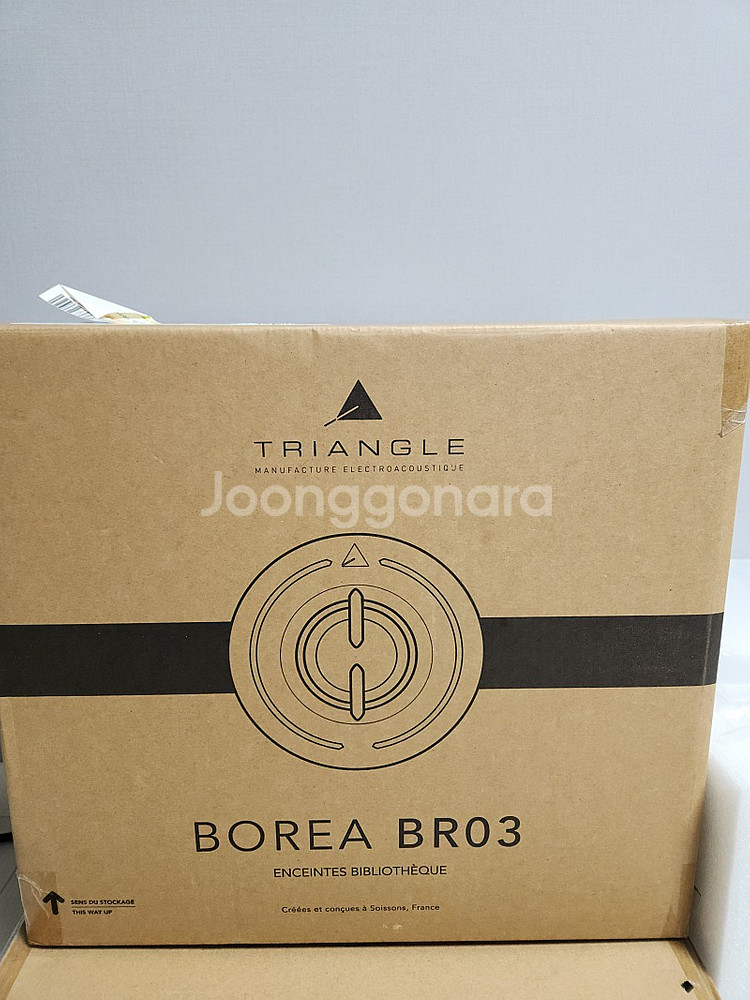 TRIANGLE
MANUFACTURE ELECTROACOUSTIQUE
Joonggonara
BOREA BR03
ENCEINTES BIBLIOTHÈQUE
SENS DU STOCKAGE
THIS WAY UP
Créées et conçues à Soissons, France